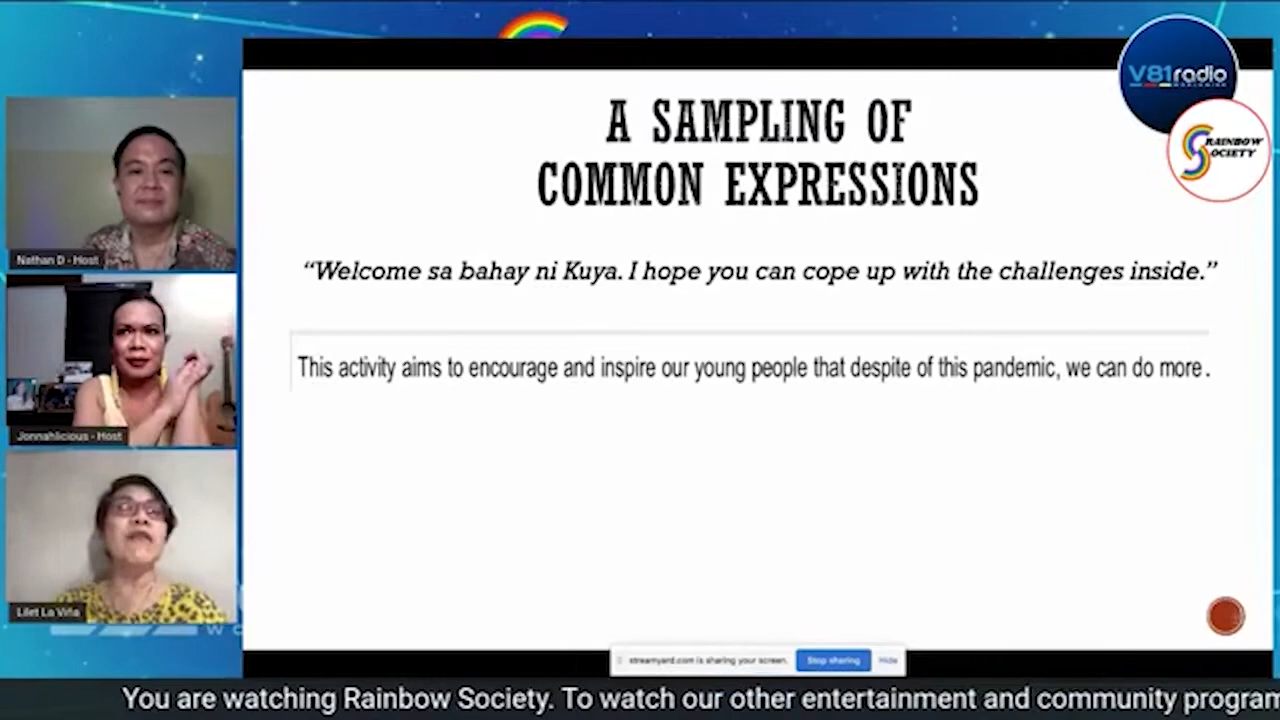 V81radio
WORLDWIDE
RAINBOW
SOCIETY
A SAMPLING OF
COMMON EXPRESSIONS
“Welcome sa bahay ni Kuya. I hope you can cope up with the challenges inside.”
This activity aims to encourage and inspire our young people that despite of this pandemic, we can do more.
Nathan D - Host
Jonnahlicious - Host
Lilet La Viña
streamyard.com is sharing your screen.
Stop sharing
Hide
You are watching Rainbow Society. To watch our other entertainment and community program